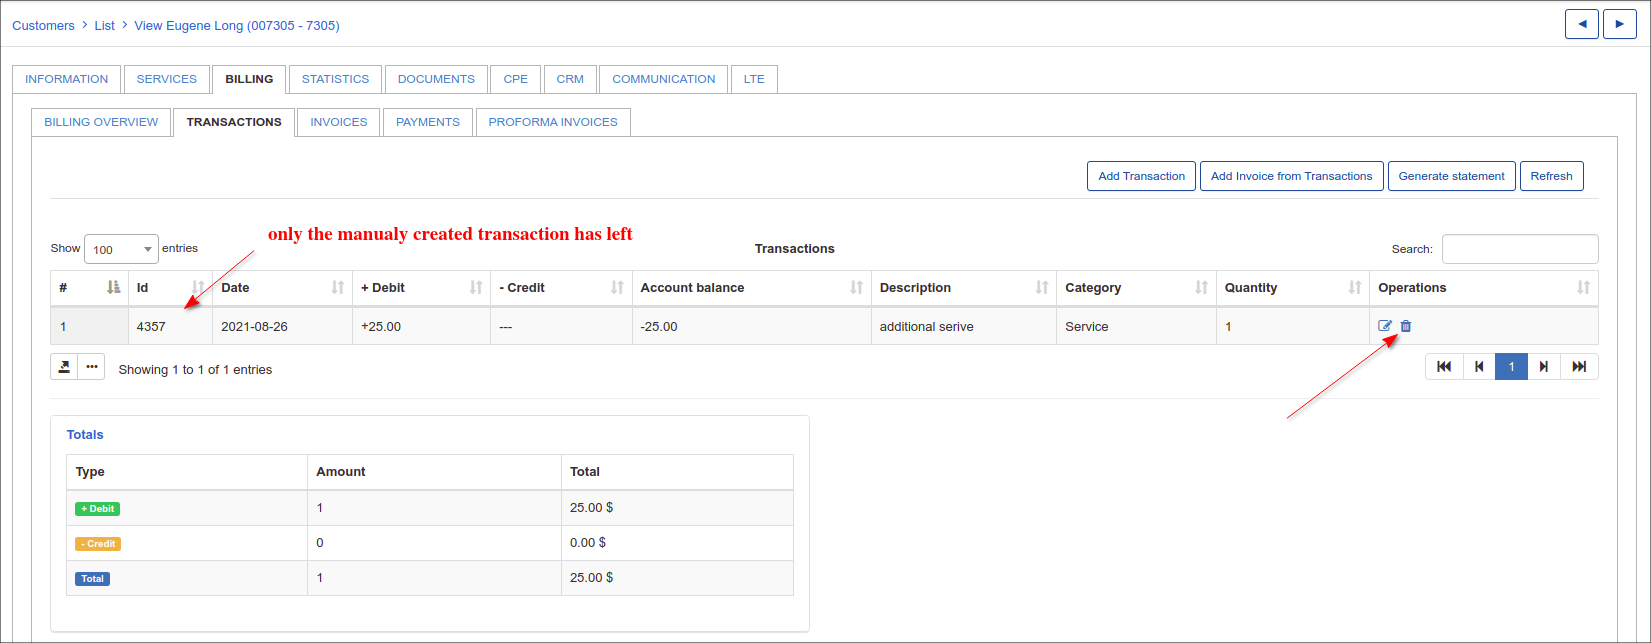 Customers > List > View Eugene Long (007305 - 7305)
INFORMATION SERVICES BILLING STATISTICS DOCUMENTS CPE CRM COMMUNICATION LTE
BILLING OVERVIEW TRANSACTIONS INVOICES PAYMENTS PROFORMA INVOICES
Add Transaction Add Invoice from Transactions Generate statement Refresh
only the manualy created transaction has left
Show 100 entries Transactions Search:
# Id Date + Debit - Credit Account balance Description Category Quantity Operations
1 4357 2021-08-26 +25.00 --- -25.00 additional serive Service 1
Showing 1 to 1 of 1 entries 1
Totals
Type Amount Total
+ Debit 1 25.00 $
- Credit 0 0.00 $
Total 1 25.00 $